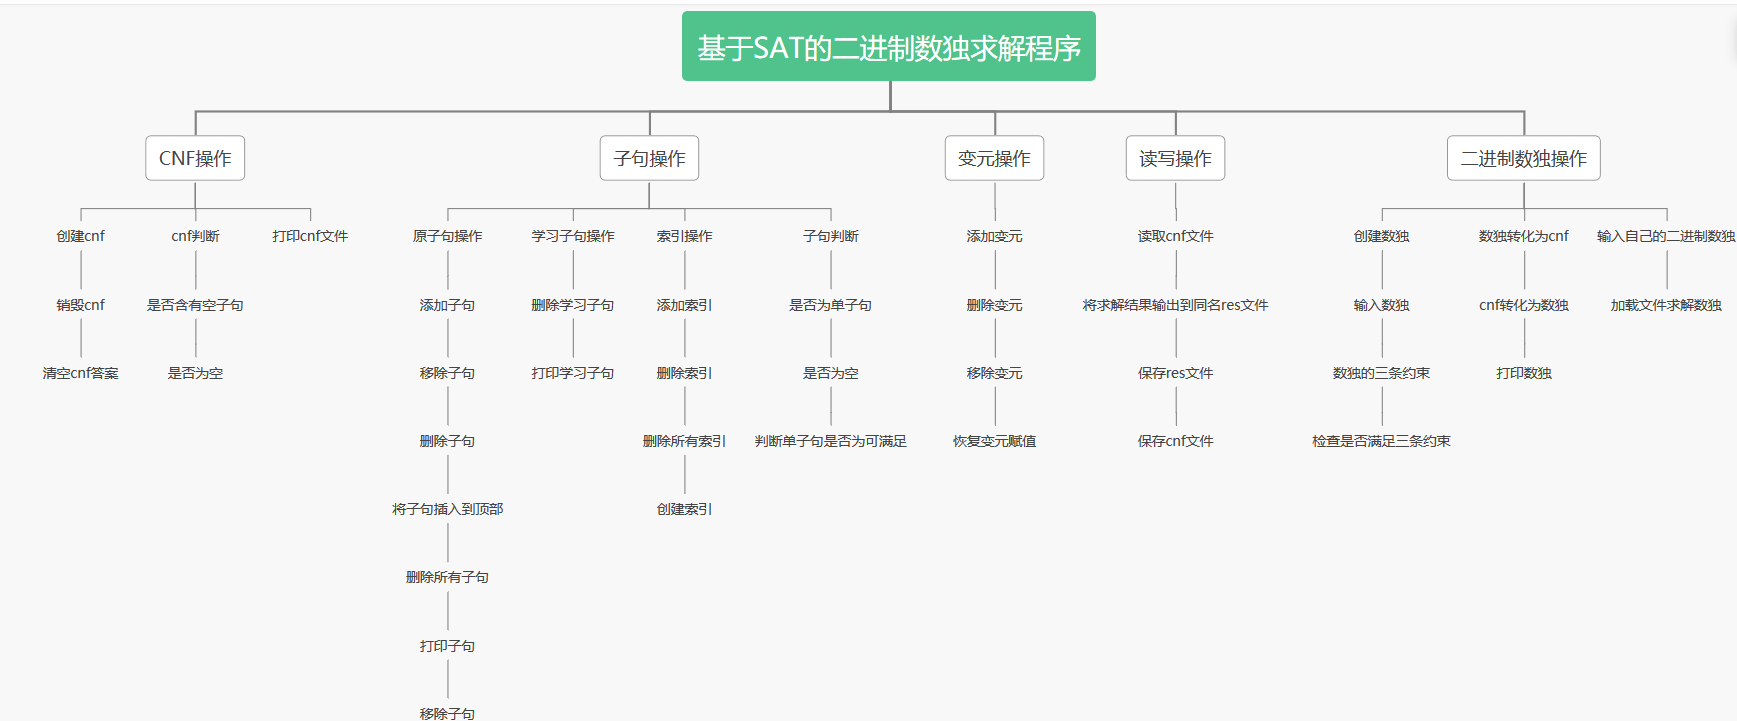 基于SAT的二进制数独求解程序
CNF操作
子句操作
变元操作
读写操作
二进制数独操作
创建cnf
cnf判断
打印cnf文件
原子句操作
学习子句操作
索引操作
子句判断
添加变元
读取cnf文件
创建数独
数独转化为cnf
输入自己的二进制数独
销毁cnf
是否含有空子句
添加子句
删除学习子句
添加索引
是否为单子句
删除变元
将求解结果输出到同名res文件
输入数独
cnf转化为数独
加载文件求解数独
清空cnf答案
是否为空
移除子句
打印学习子句
删除索引
是否为空
移除变元
保存res文件
数独的三条约束
打印数独
删除子句
删除所有索引
判断单子句是否为可满足
恢复变元赋值
保存cnf文件
检查是否满足三条约束
将子句插入到顶部
创建索引
删除所有子句
打印子句
移除子句